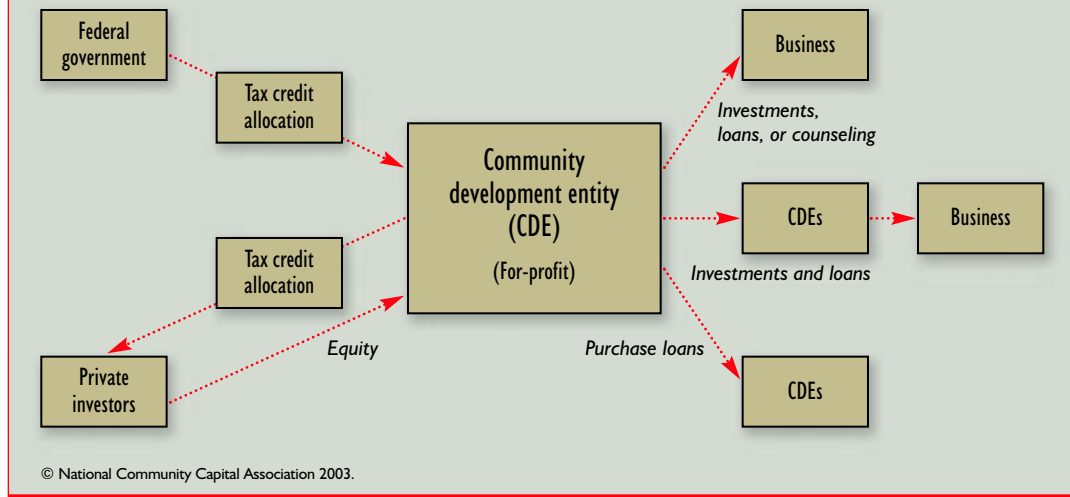 Federal
government
Tax credit
allocation
Community
development entity
(CDE)
(For-profit)
Tax credit
allocation
Private
investors
Equity
Business
Investments,
loans, or counseling
CDEs
Business
Investments and loans
Purchase loans
CDEs
© National Community Capital Association 2003.